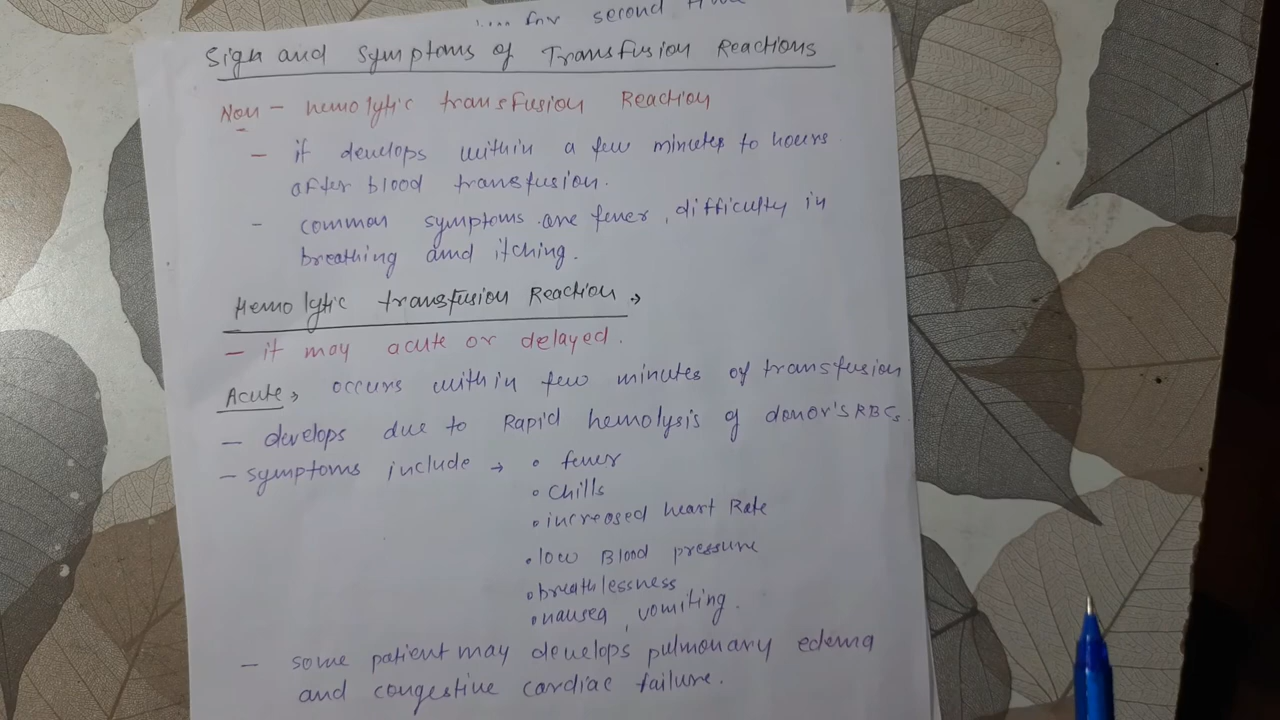 for second
Sign and Symptoms of Transfusion Reactions
Non - hemolytic transfusion Reaction
- it develops within a few minutes to hours
after blood transfusion.
- common symptoms are fever, difficulty in
breathing and itching.
Hemolytic transfusion Reaction →
- it may acute or delayed.
Acute → occurs within few minutes of transfusion
- develops due to Rapid hemolysis of donor's RBCs.
- symptoms include → • fever
• chills
• increased heart Rate
• low Blood pressure
• breathlessness
• nausea, vomiting.
- some patient may develops pulmonary edema
and congestive cardiac failure.